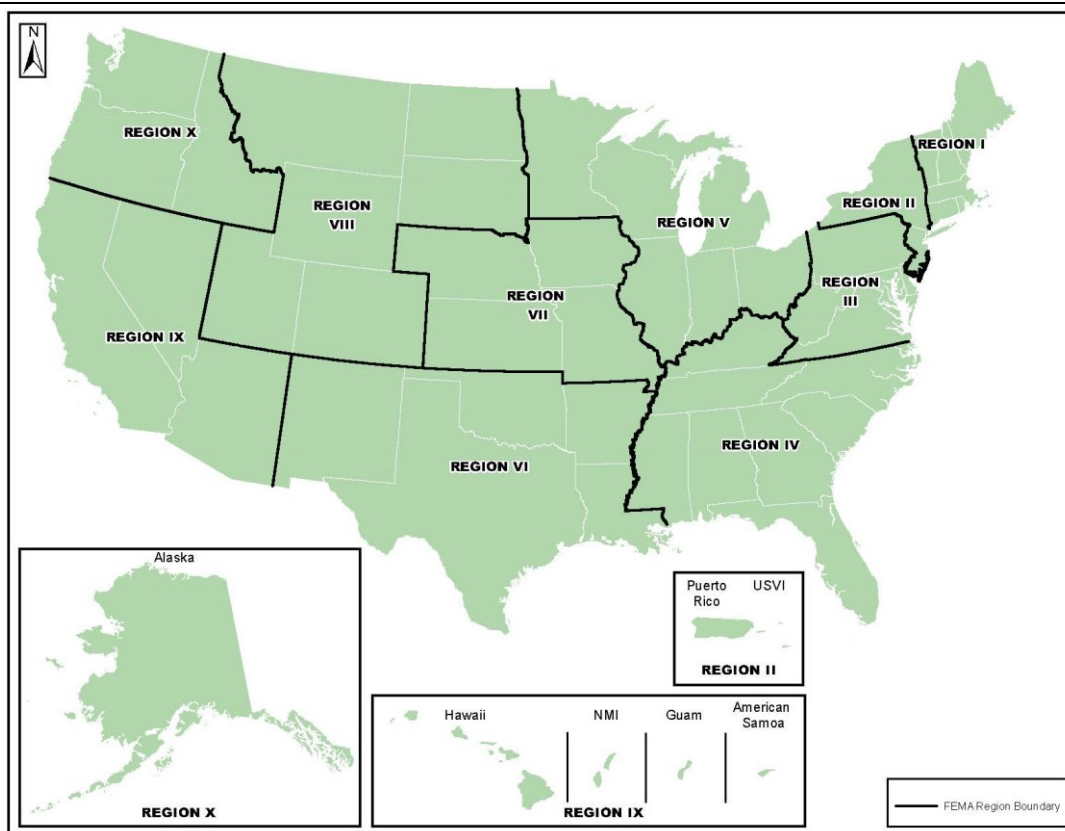 N
REGION X
REGION I
REGION
VIII
REGION II
REGION V
REGION
III
REGION
VII
REGION IX
REGION IV
REGION VI
Alaska
REGION X
Puerto
Rico
USVI
REGION II
Hawaii
NMI
Guam
American
Samoa
REGION IX
FEMA Region Boundary